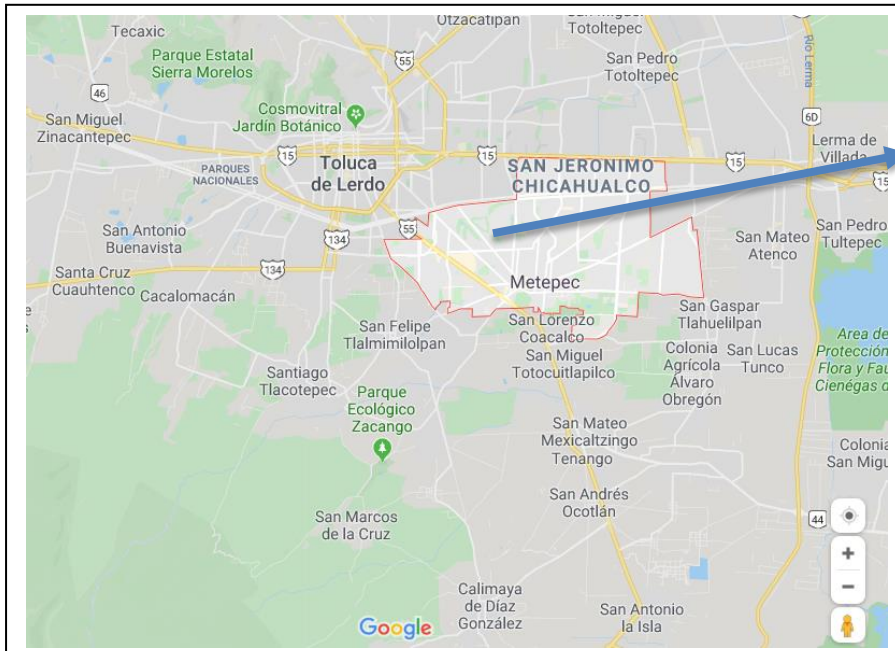 Otzacatipan
San Miguel
Totoltepec
Tecaxic
Parque Estatal
Sierra Morelos
55
San Pedro
Totoltepec
Río Lerma
46
San Miguel
Zinacantepec
Cosmovitral
Jardín Botánico
6D
Lerma de
Villada
15
PARQUES
NACIONALES
Toluca
de Lerdo
15
SAN JERONIMO
CHICAHUALCO
15
15
San Antonio
Buenavista
134
55
San Mateo
Atenco
San Pedro
Tultepec
Santa Cruz
Cuauhtenco
134
Cacalomacán
Metepec
San Gaspar
Tlahuelilpan
San Felipe
Tlalmimilolpan
San Lorenzo
Coacalco
San Miguel
Totocuitlapilco
Colonia
Agrícola
Álvaro
Obregón
San Lucas
Tunco
Area de
Protección
Flora y Fau
Ciénegas d
Santiago
Tlacotepec
Parque
Ecológico
Zacango
San Mateo
Mexicaltzingo
Tenango
Colonia
San Migu
San Andrés
Ocotlán
San Marcos
de la Cruz
44
Calimaya
de Díaz
González
San Antonio
la Isla
Google